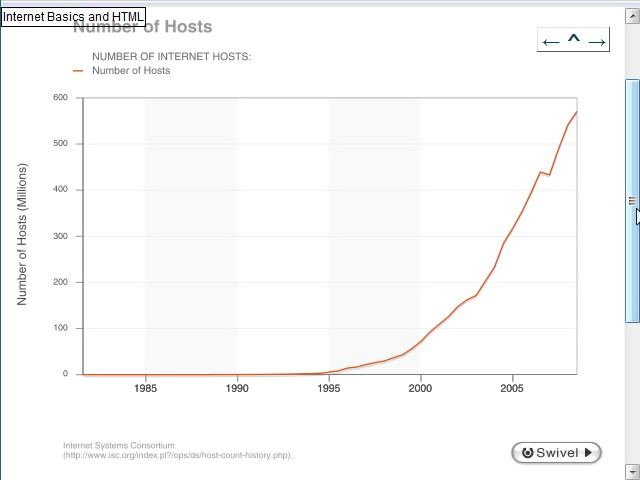 Internet Basics and HTML
Number of Hosts
NUMBER OF INTERNET HOSTS:
Number of Hosts
600
500
400
300
200
100
0
Number of Hosts (Millions)
1985 1990 1995 2000 2005
Internet Systems Consortium
(http://www.isc.org/index.pl?/ops/ds/host-count-history.php)..
Swivel